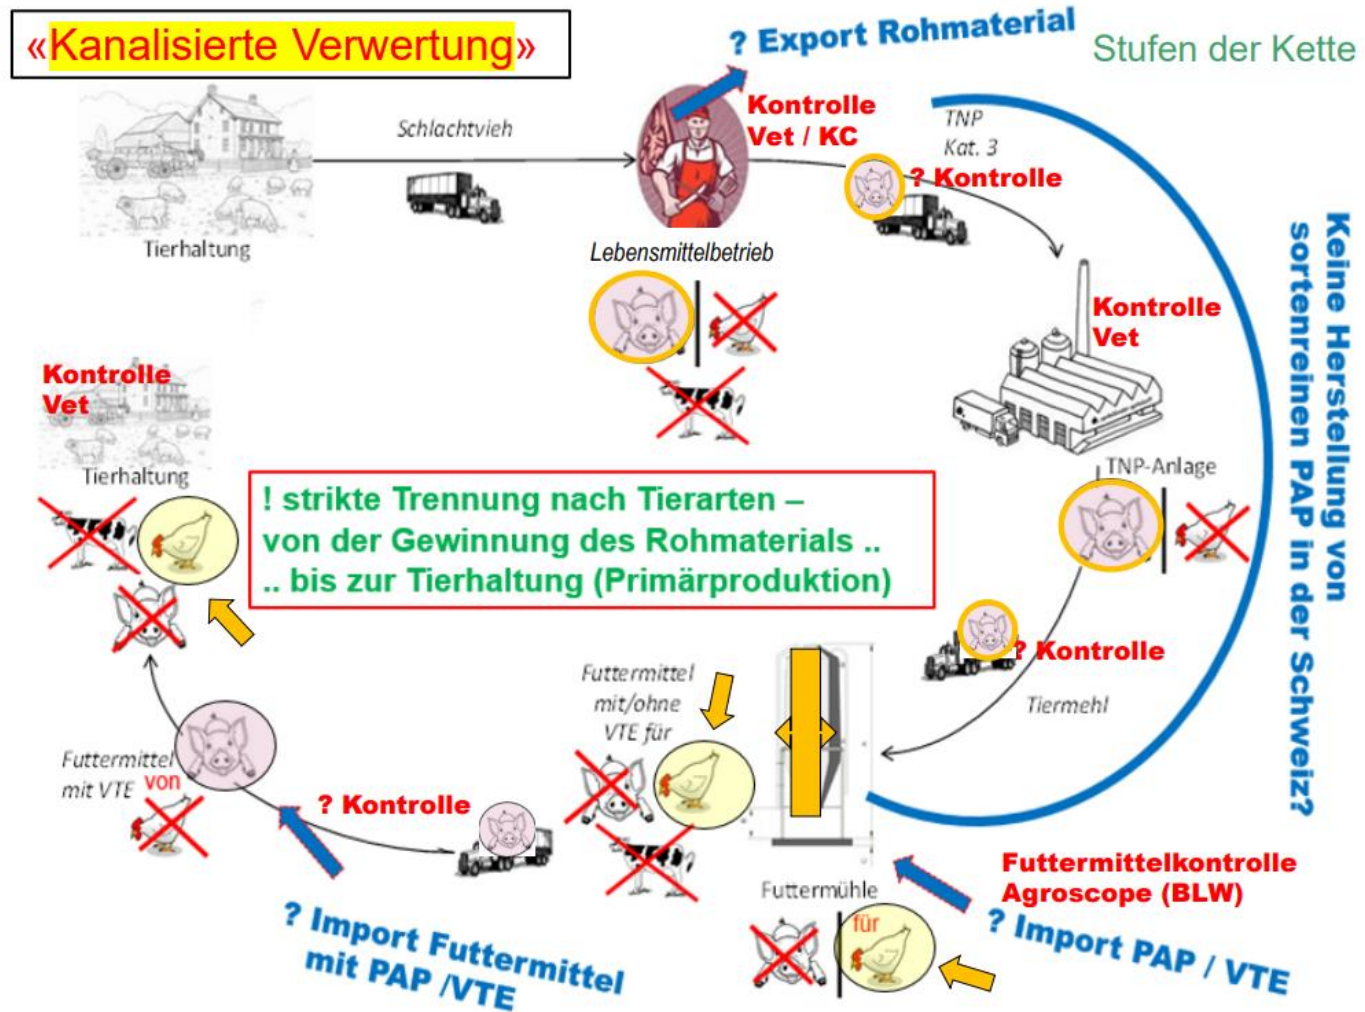 «Kanalisierte Verwertung»
? Export Rohmaterial
Stufen der Kette
Schlachtvieh
Kontrolle
Vet / KC
TNP
Kat. 3
? Kontrolle
Tierhaltung
Lebensmittelbetrieb
Kontrolle
Vet
Keine Herstellung von
sortenreinen PAP in der Schweiz?
Kontrolle
Vet
Tierhaltung
TNP-Anlage
! strikte Trennung nach Tierarten –
von der Gewinnung des Rohmaterials ..
.. bis zur Tierhaltung (Primärproduktion)
? Kontrolle
Tiermehl
Futtermittel
mit/ohne
VTE für
Futtermittel
mit VTE von
? Kontrolle
Futtermühle
für
Futtermittelkontrolle
Agroscope (BLW)
? Import Futtermittel
mit PAP /VTE
? Import PAP / VTE